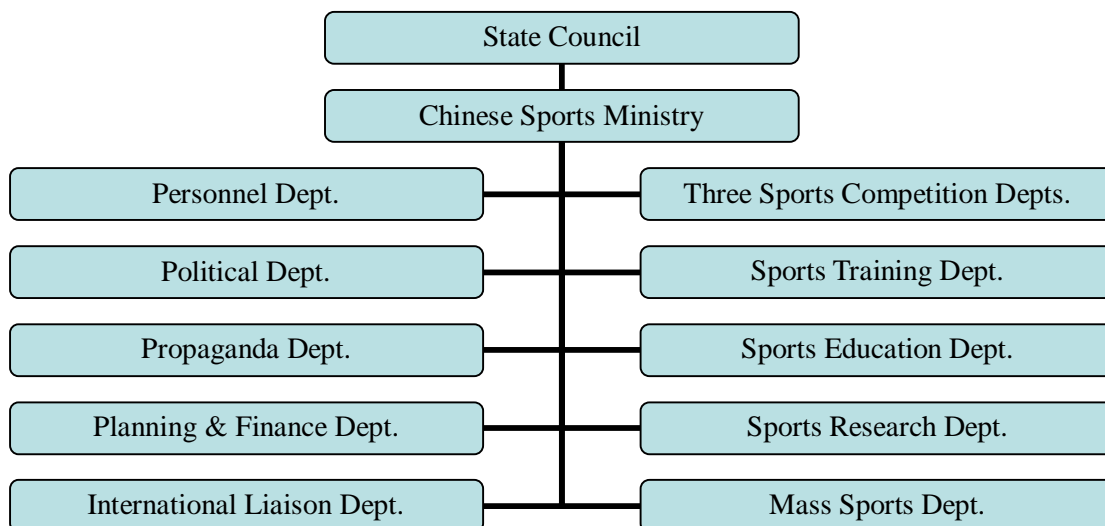 State Council
Chinese Sports Ministry
Personnel Dept.
Three Sports Competition Depts.
Political Dept.
Sports Training Dept.
Propaganda Dept.
Sports Education Dept.
Planning & Finance Dept.
Sports Research Dept.
International Liaison Dept.
Mass Sports Dept.